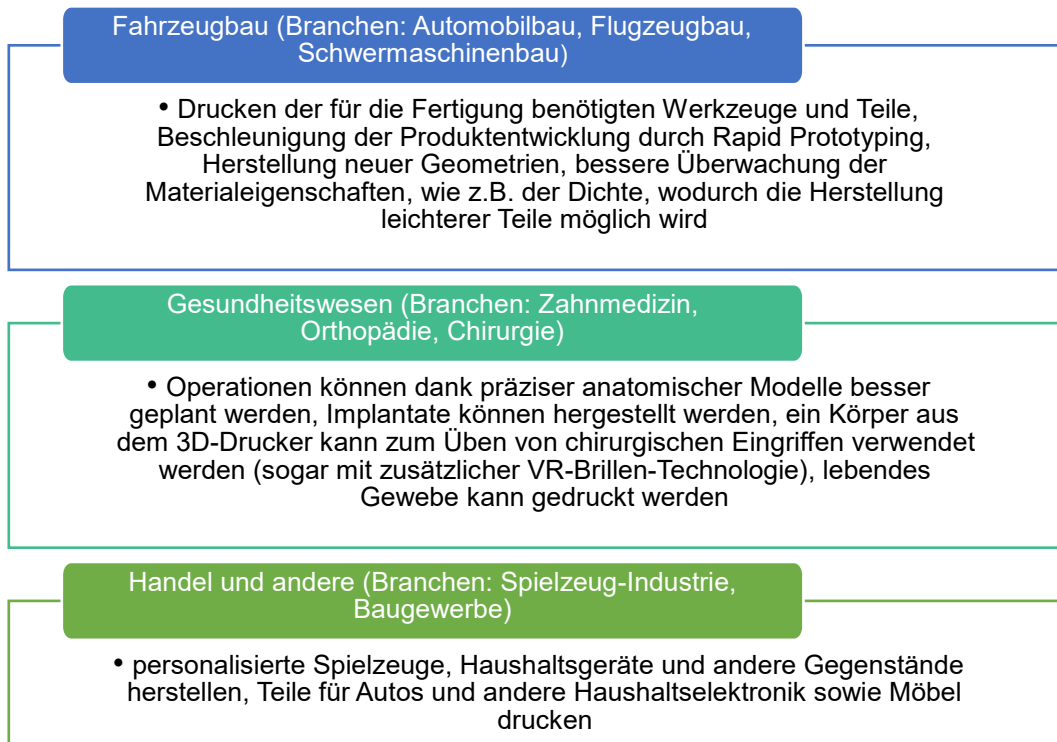 Fahrzeugbau (Branchen: Automobilbau, Flugzeugbau,
Schwermaschinenbau)
• Drucken der für die Fertigung benötigten Werkzeuge und Teile,
Beschleunigung der Produktentwicklung durch Rapid Prototyping,
Herstellung neuer Geometrien, bessere Überwachung der
Materialeigenschaften, wie z.B. der Dichte, wodurch die Herstellung
leichterer Teile möglich wird
Gesundheitswesen (Branchen: Zahnmedizin,
Orthopädie, Chirurgie)
• Operationen können dank präziser anatomischer Modelle besser
geplant werden, Implantate können hergestellt werden, ein Körper aus
dem 3D-Drucker kann zum Üben von chirurgischen Eingriffen verwendet
werden (sogar mit zusätzlicher VR-Brillen-Technologie), lebendes
Gewebe kann gedruckt werden
Handel und andere (Branchen: Spielzeug-Industrie,
Baugewerbe)
• personalisierte Spielzeuge, Haushaltsgeräte und andere Gegenstände
herstellen, Teile für Autos und andere Haushaltselektronik sowie Möbel
drucken